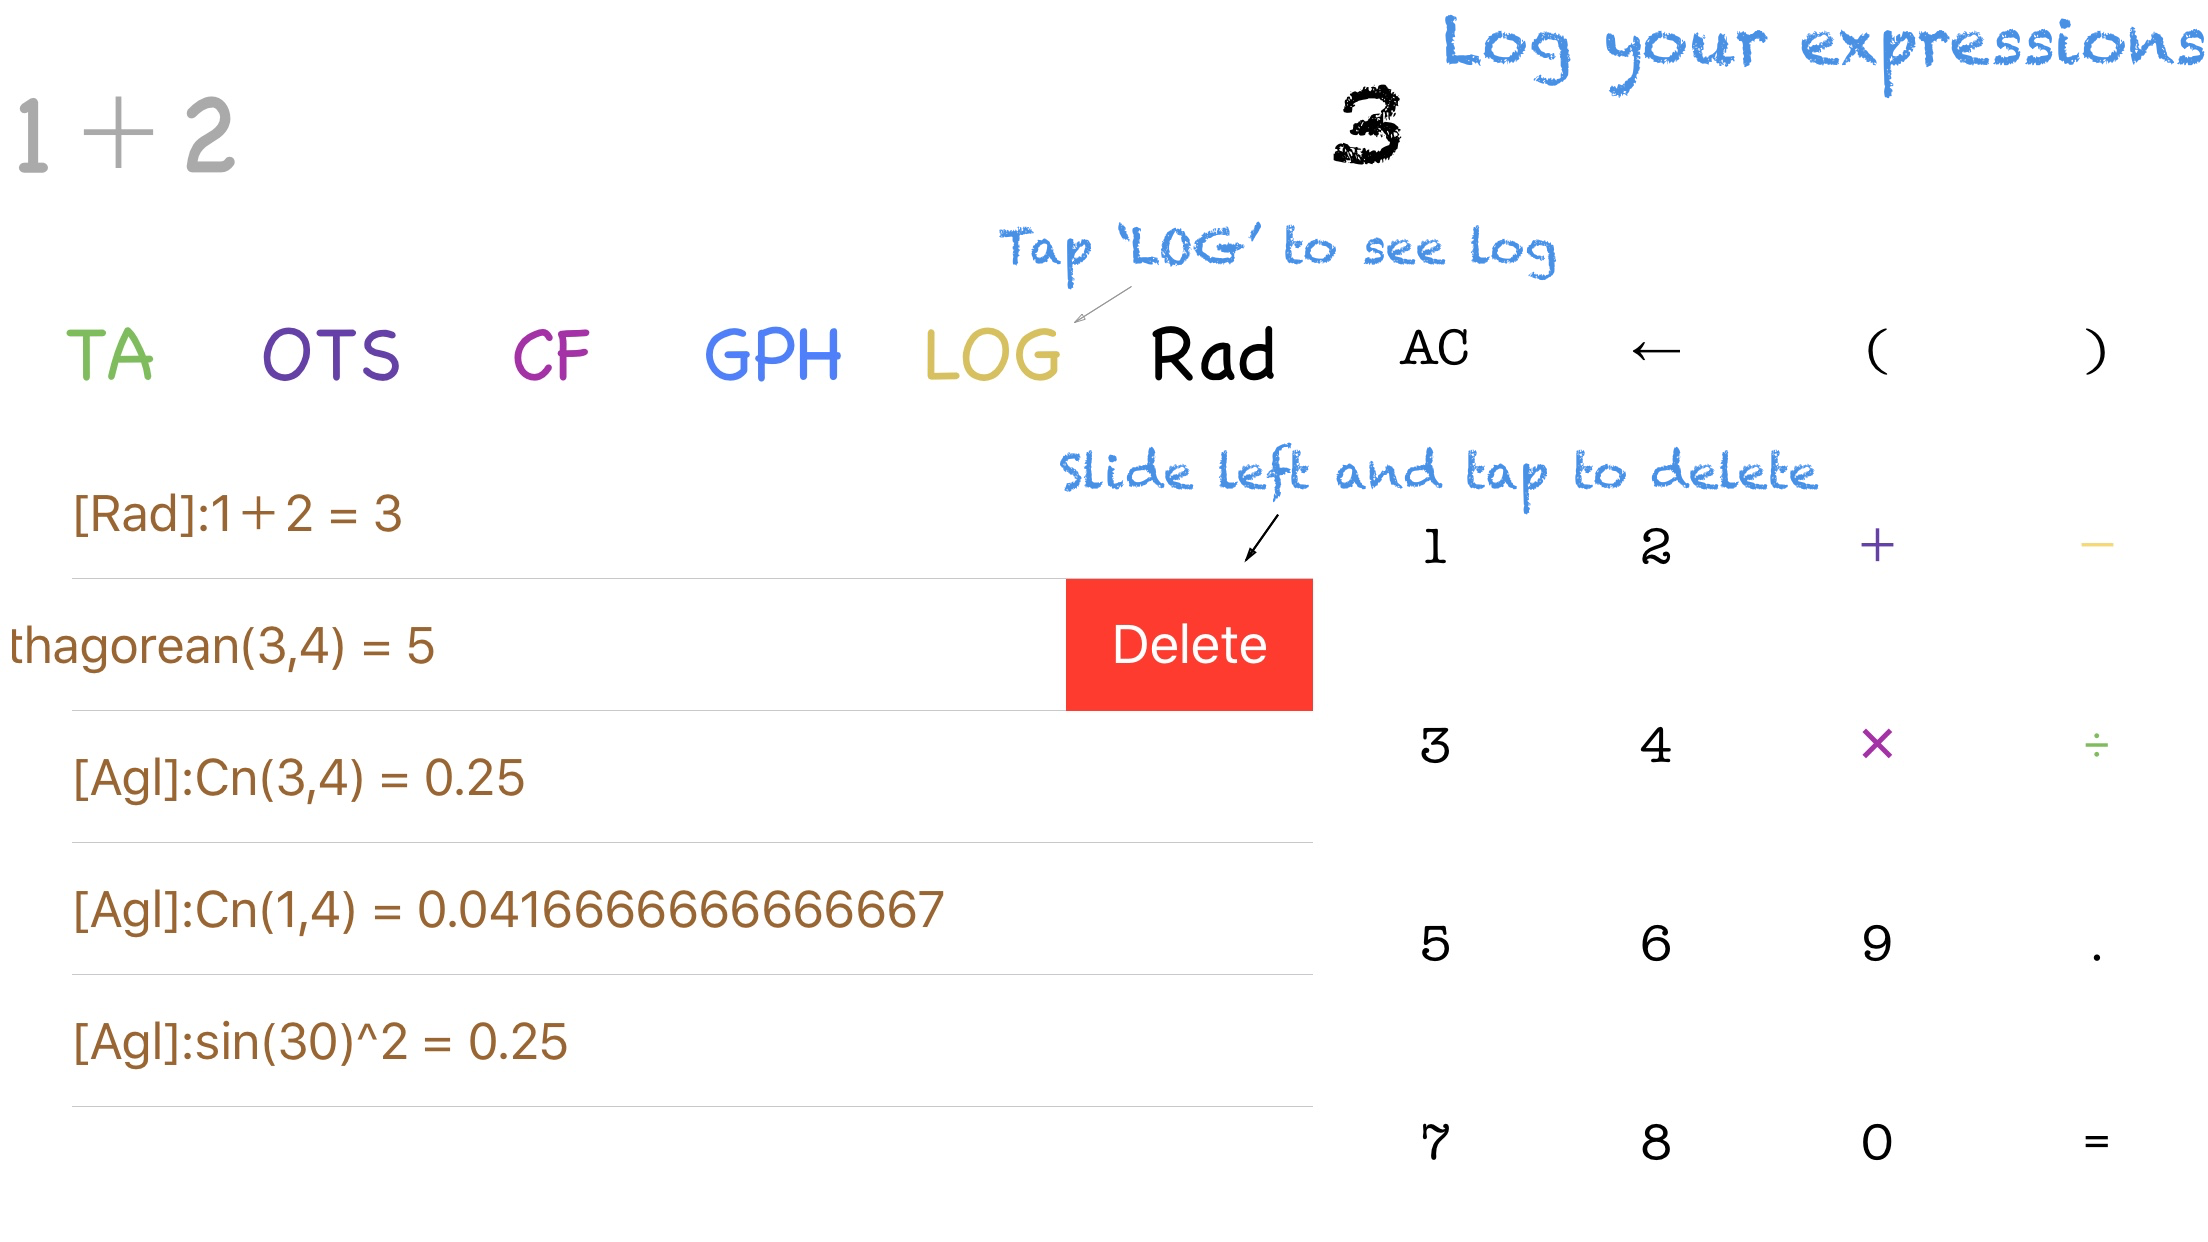 Log your expressions
1+2
3
Tap 'LOG' to see log
TA OTS CF GPH LOG Rad AC ← ( )
Slide left and tap to delete
[Rad]:1+2 = 3
thagorean(3,4) = 5 Delete
[Agl]:Cn(3,4) = 0.25
[Agl]:Cn(1,4) = 0.04166666666666667
[Agl]:sin(30)^2 = 0.25
1 2 + −
3 4 × ÷
5 6 9 .
7 8 0 =